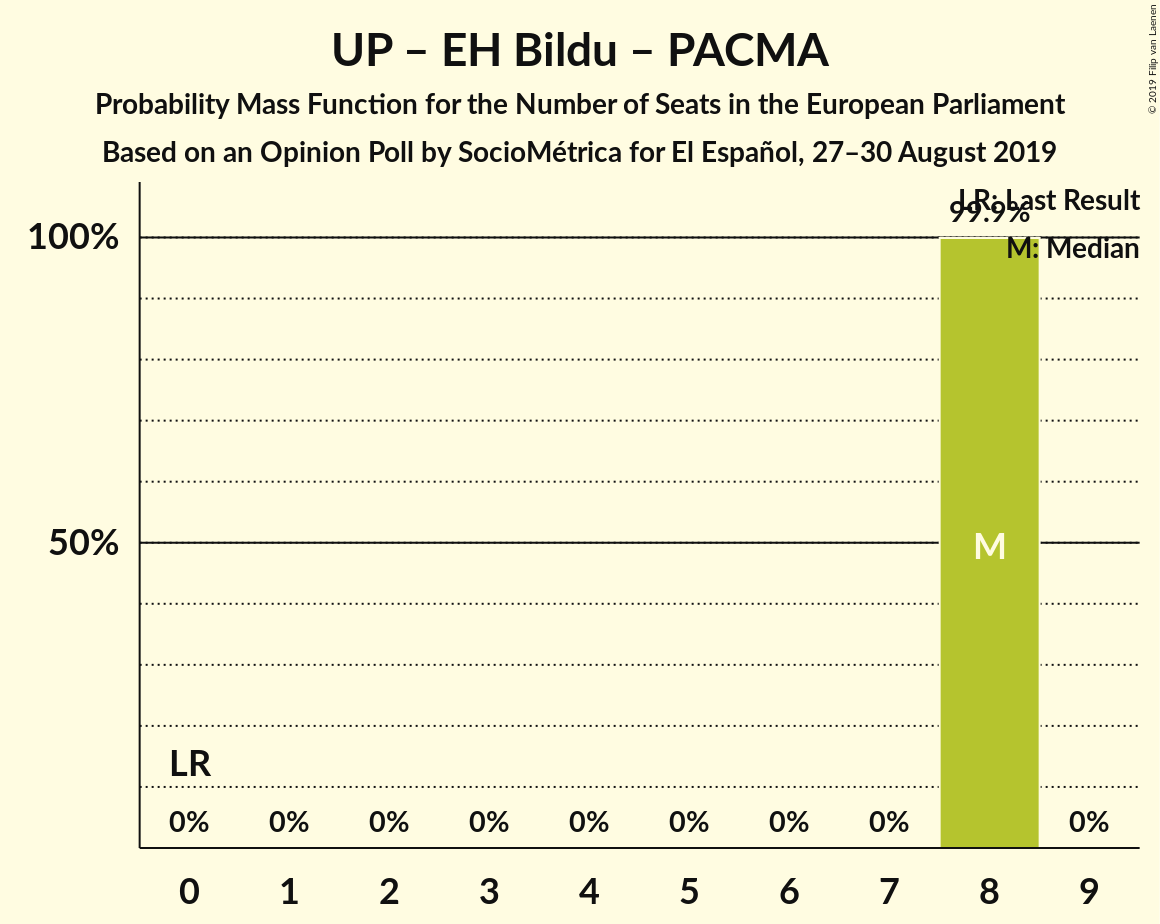 UP – EH Bildu – PACMA
Probability Mass Function for the Number of Seats in the European Parliament
Based on an Opinion Poll by SocioMétrica for El Español, 27–30 August 2019
© 2019 Filip van Laenen
LR: Last Result
99.9%
100%
M: Median
50%
M
LR
0% 0% 0% 0% 0% 0% 0% 0% 0%
0 1 2 3 4 5 6 7 8 9